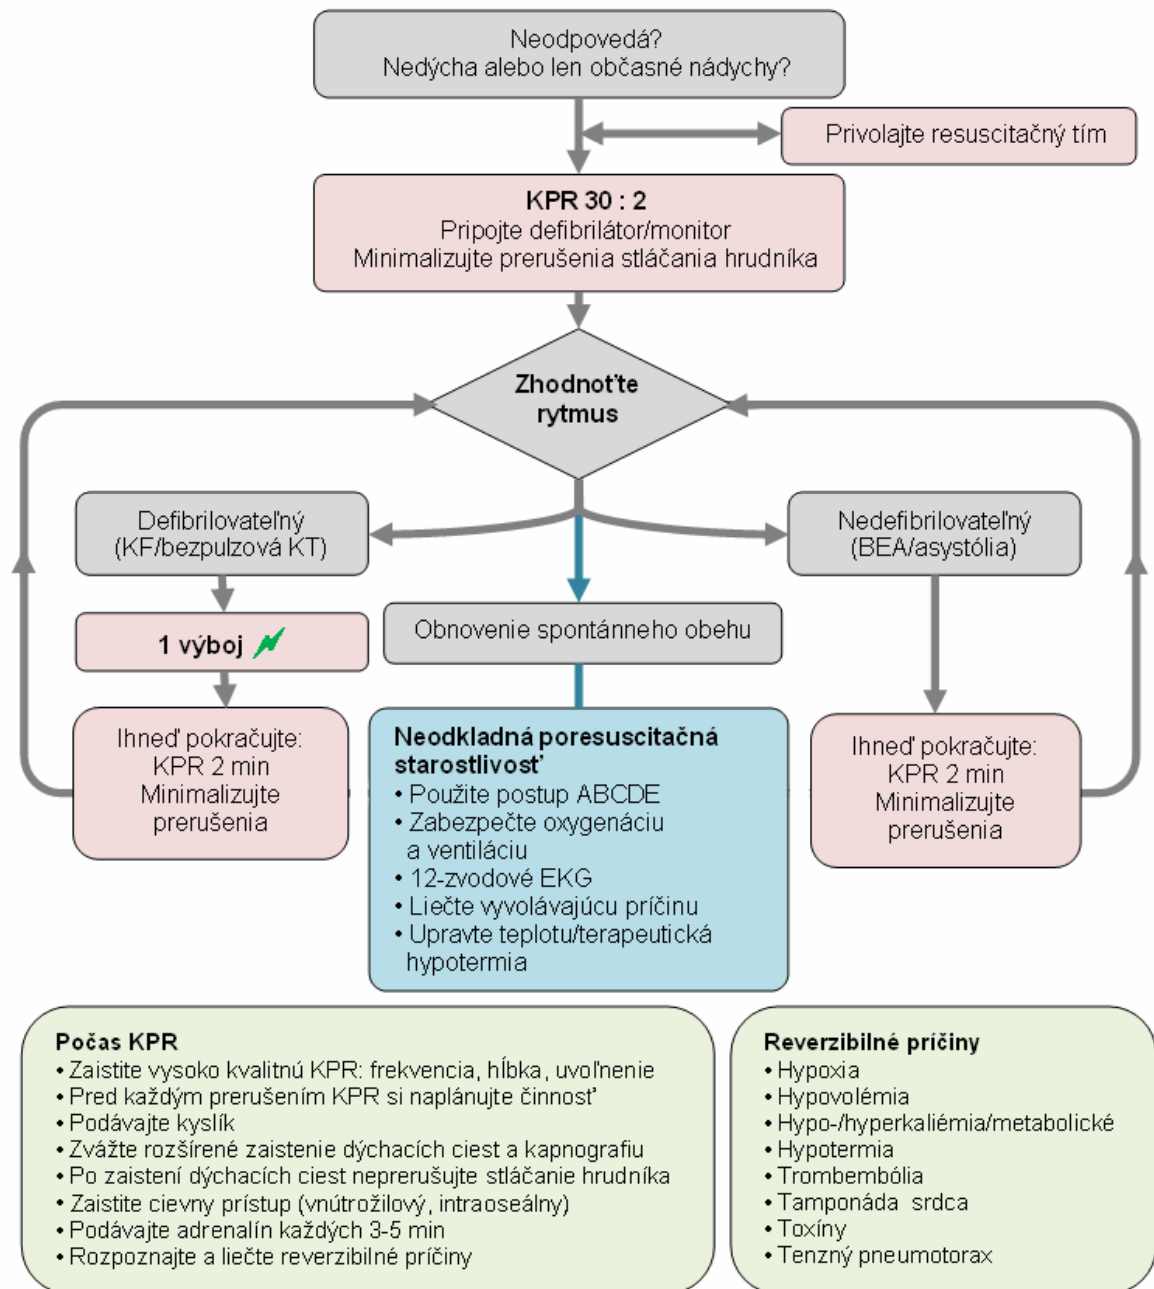 Neodpovedá?
Nedýcha alebo len občasné nádychy?
Privolajte resuscitačný tím
KPR 30 : 2
Pripojte defibrilátor/monitor
Minimalizujte prerušenia stláčania hrudníka
Zhodnoťte
rytmus
Defibrilovateľný
(KF/bezpulzová KT)
Nedefibrilovateľný
(BEA/asystólia)
1 výboj
Obnovenie spontánneho obehu
Ihneď pokračujte:
KPR 2 min
Minimalizujte
prerušenia
Neodkladná poresuscitačná
starostlivosť
• Použite postup ABCDE
• Zabezpečte oxygenáciu
a ventiláciu
• 12-zvodové EKG
• Liečte vyvolávajúcu príčinu
• Upravte teplotu/terapeutická
hypotermia
Ihneď pokračujte:
KPR 2 min
Minimalizujte
prerušenia
Počas KPR
• Zaistite vysoko kvalitnú KPR: frekvencia, hĺbka, uvoľnenie
• Pred každým prerušením KPR si naplánujte činnosť
• Podávajte kyslík
• Zvážte rozšírené zaistenie dýchacích ciest a kapnografiu
• Po zaistení dýchacích ciest neprerušujte stláčanie hrudníka
• Zaistite cievny prístup (vnútrožilový, intraoseálny)
• Podávajte adrenalín každých 3-5 min
• Rozpoznajte a liečte reverzibilné príčiny
Reverzibilné príčiny
• Hypoxia
• Hypovolémia
• Hypo-/hyperkaliémia/metabolické
• Hypotermia
• Trombembólia
• Tamponáda srdca
• Toxíny
• Tenzný pneumotorax